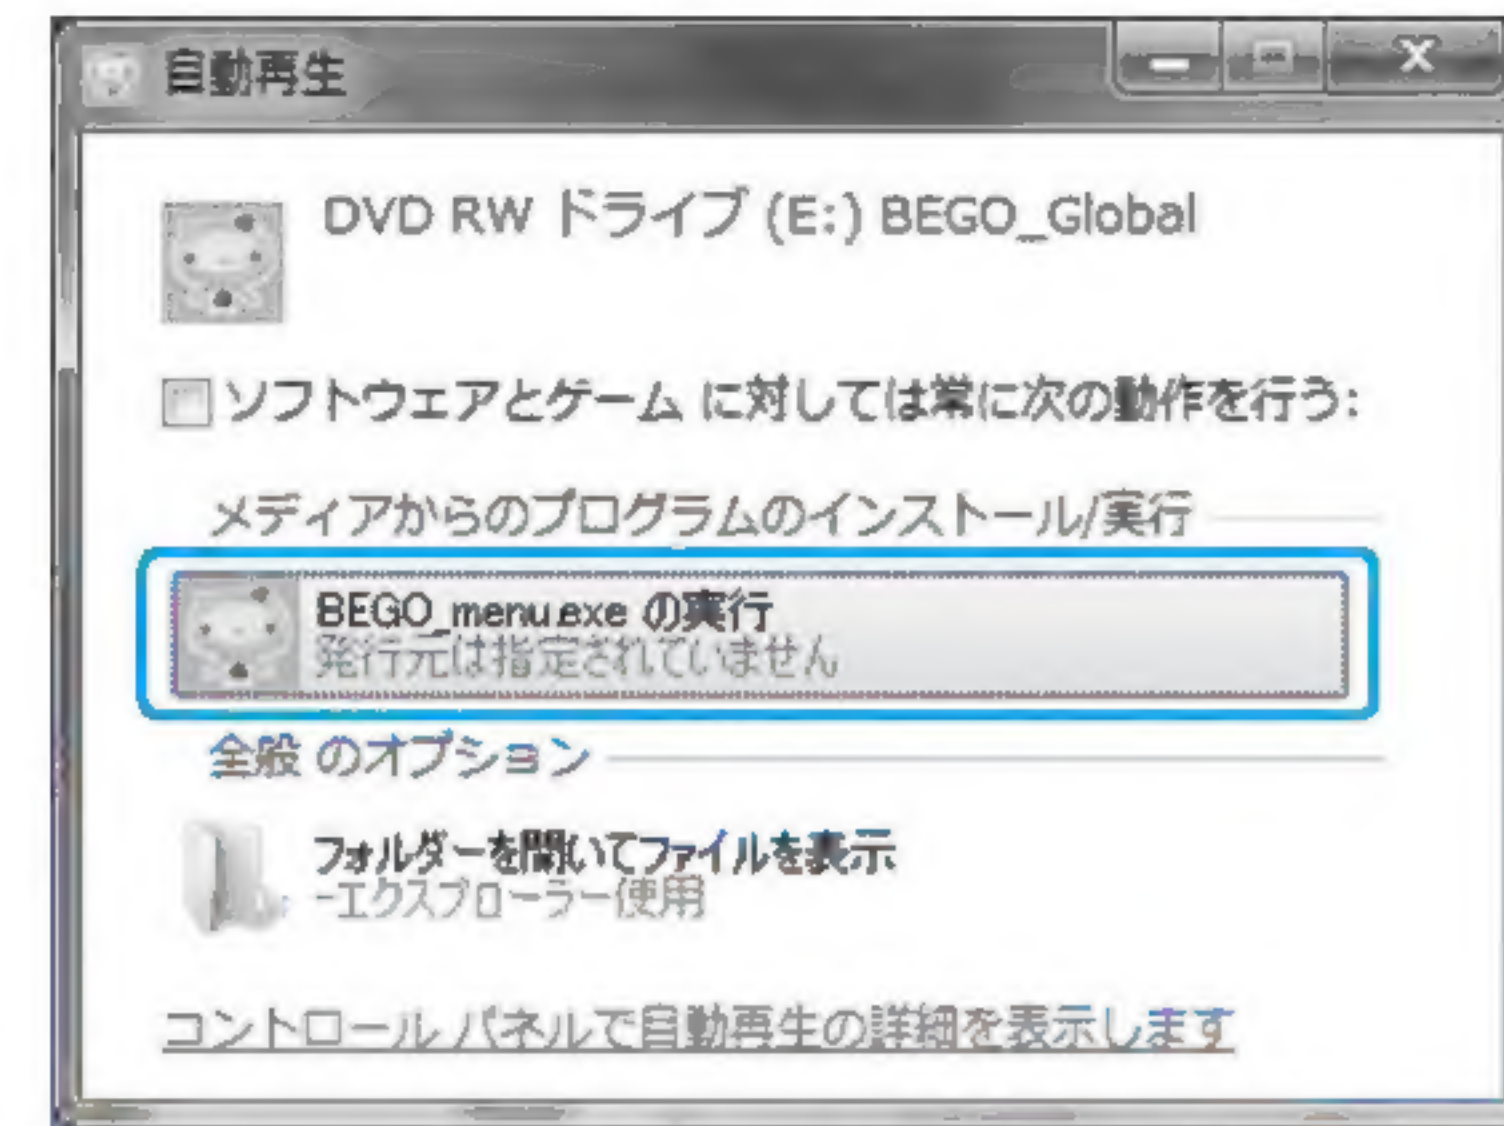 自動再生
DVD RW ドライブ (E:) BEGO_Global
ソフトウェアとゲーム に対しては常に次の動作を行う:
メディアからのプログラムのインストール/実行
BEGO_menu.exe の実行
発行元は指定されていません
全般 のオプション
フォルダーを開いてファイルを表示
-エクスプローラー使用
コントロール パネルで自動再生の詳細を表示します